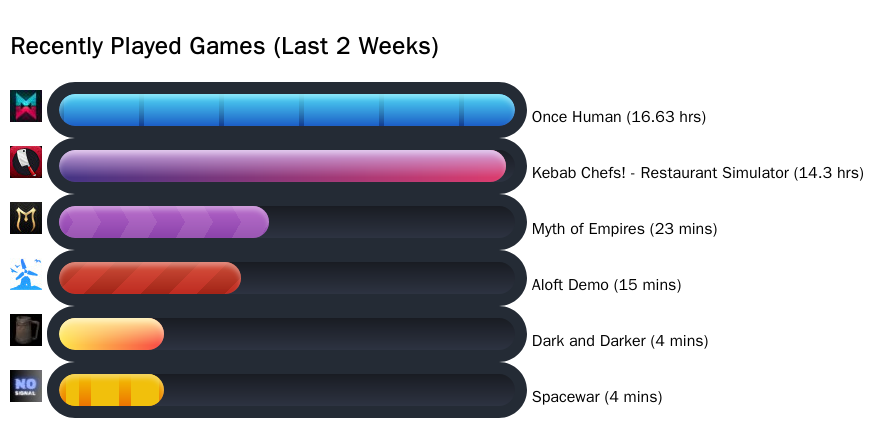 Recently Played Games (Last 2 Weeks)
Once Human (16.63 hrs)
Kebab Chefs! - Restaurant Simulator (14.3 hrs)
Myth of Empires (23 mins)
Aloft Demo (15 mins)
Dark and Darker (4 mins)
NO
SIGNAL
Spacewar (4 mins)